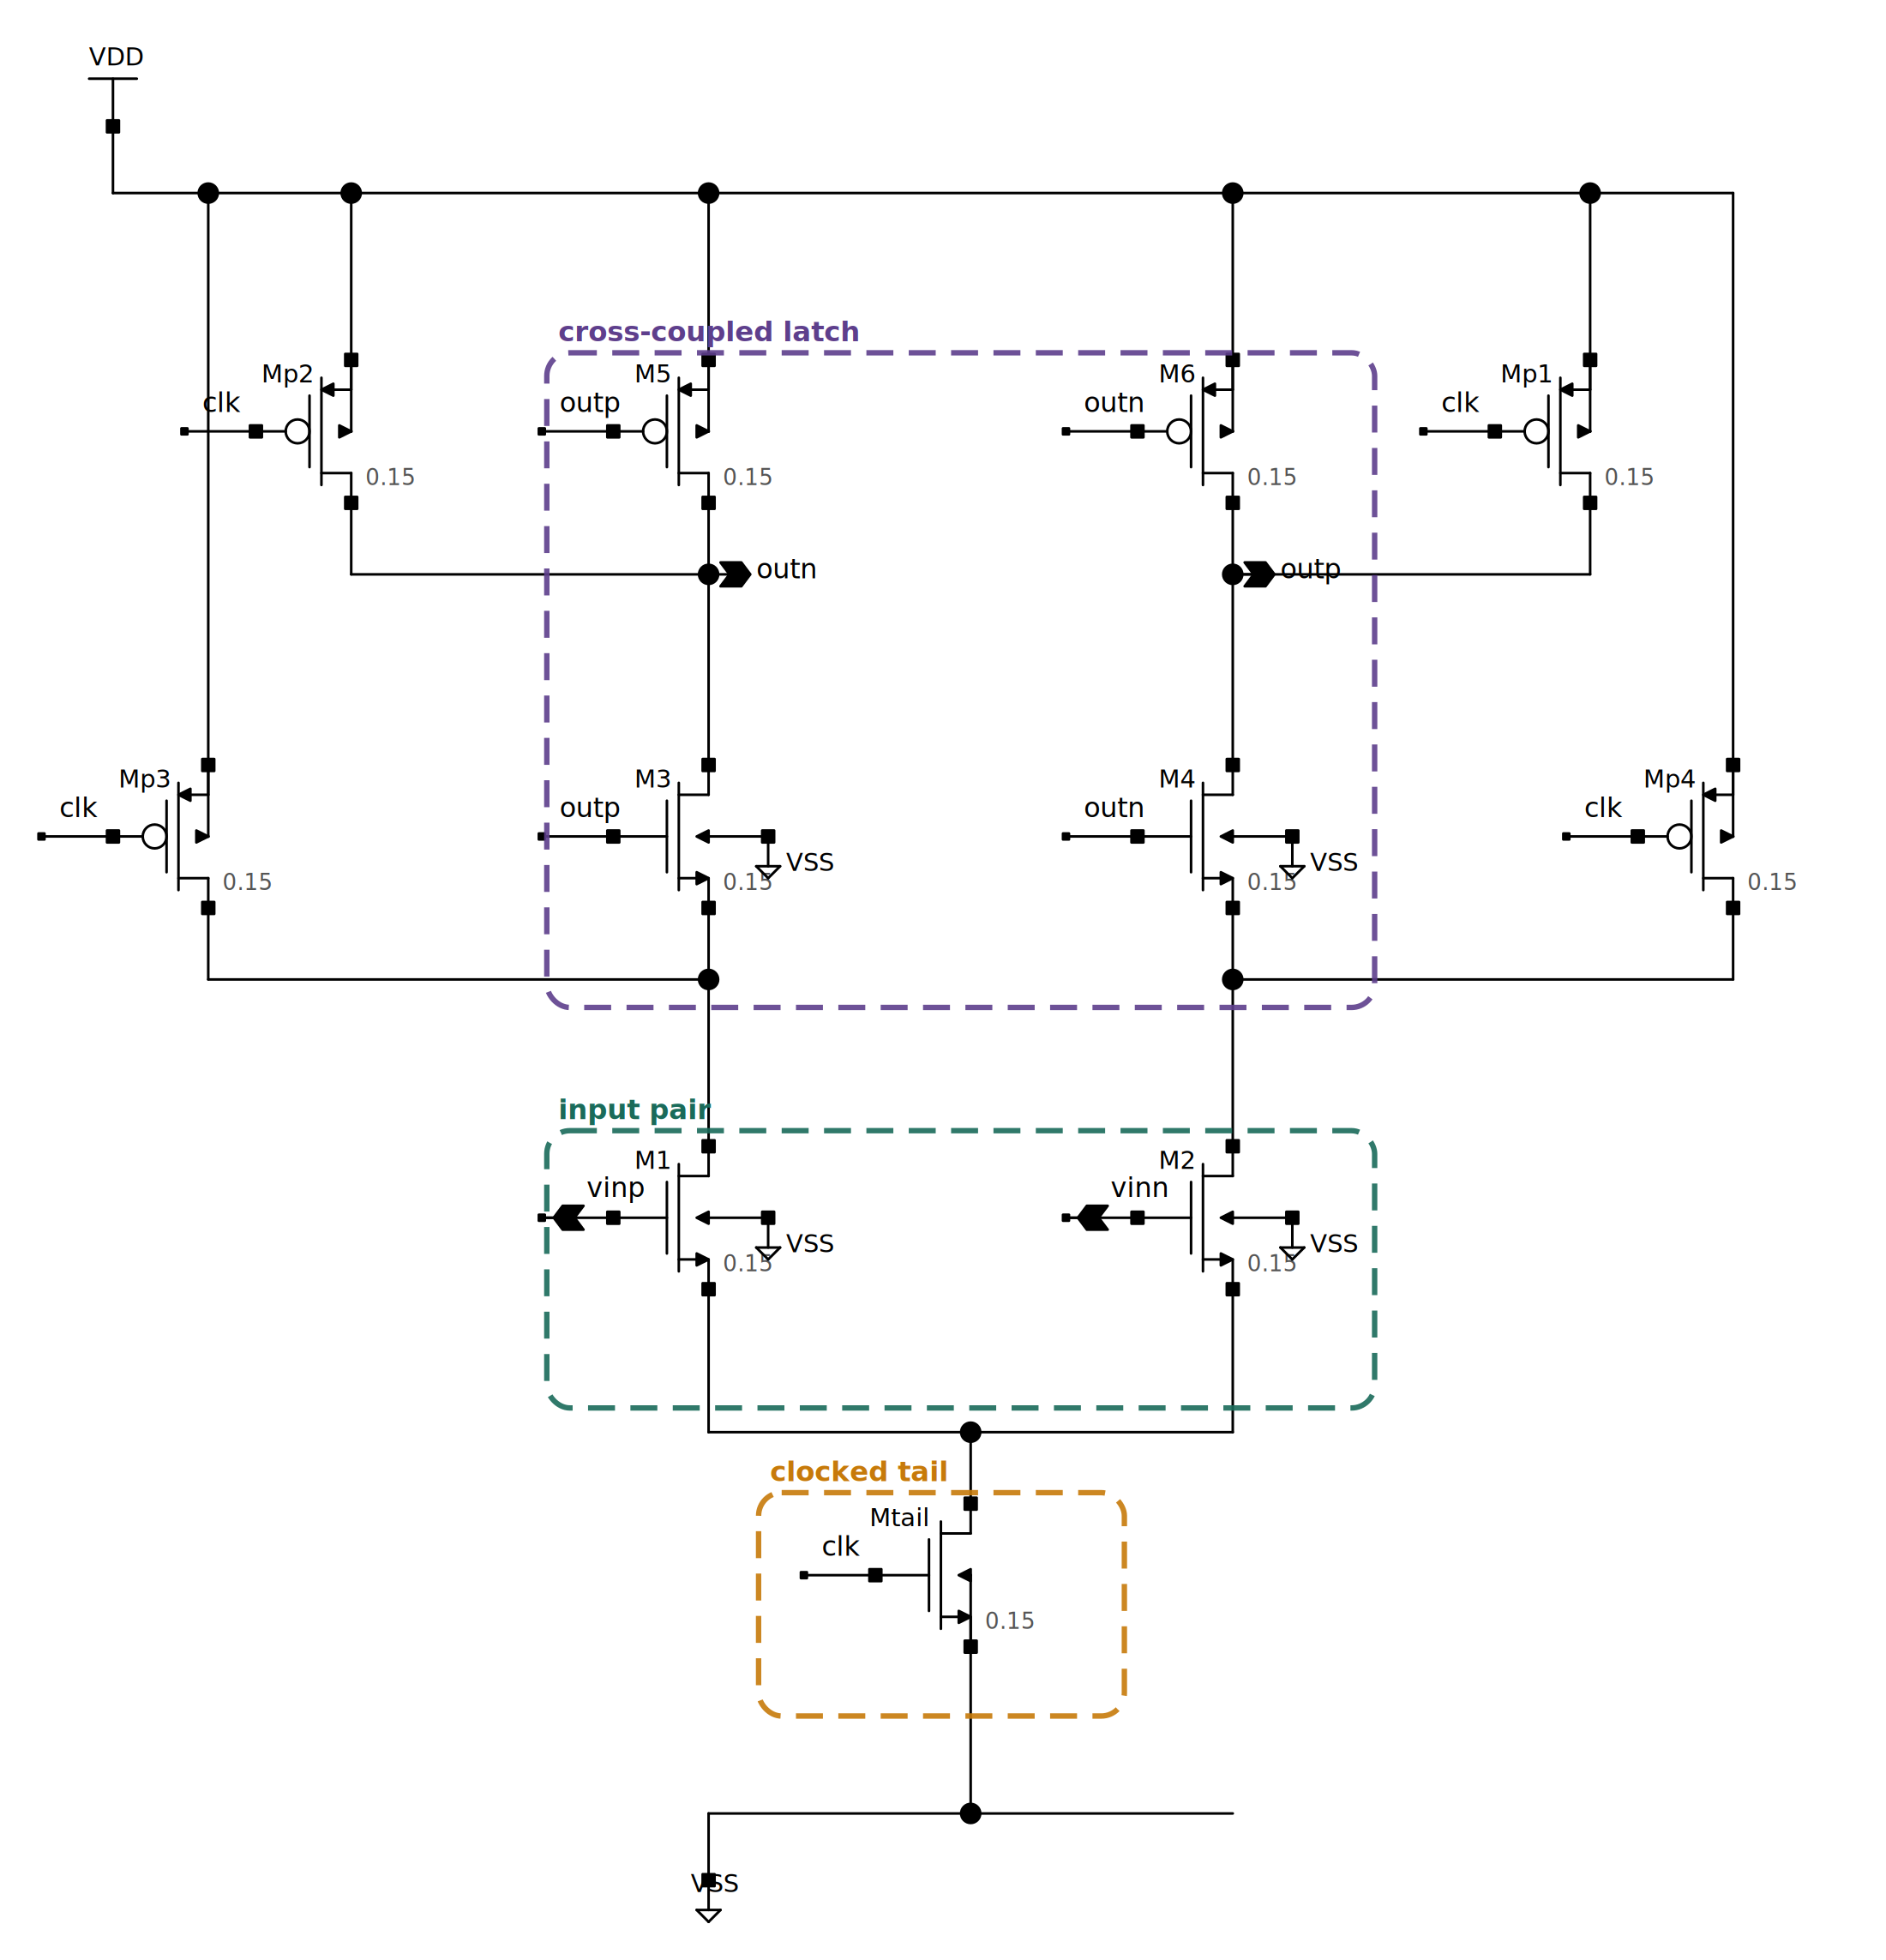 VDD
cross-coupled latch
Mp2
M5
M6
Mp1
clk
outp
outn
clk
0.15
0.15
0.15
0.15
outn
outp
Mp3
M3
M4
Mp4
clk
outp
outn
clk
VSS
VSS
0.15
0.15
0.15
0.15
input pair
M1
M2
vinp
vinn
VSS
VSS
0.15
0.15
clocked tail
Mtail
clk
0.15
VSS